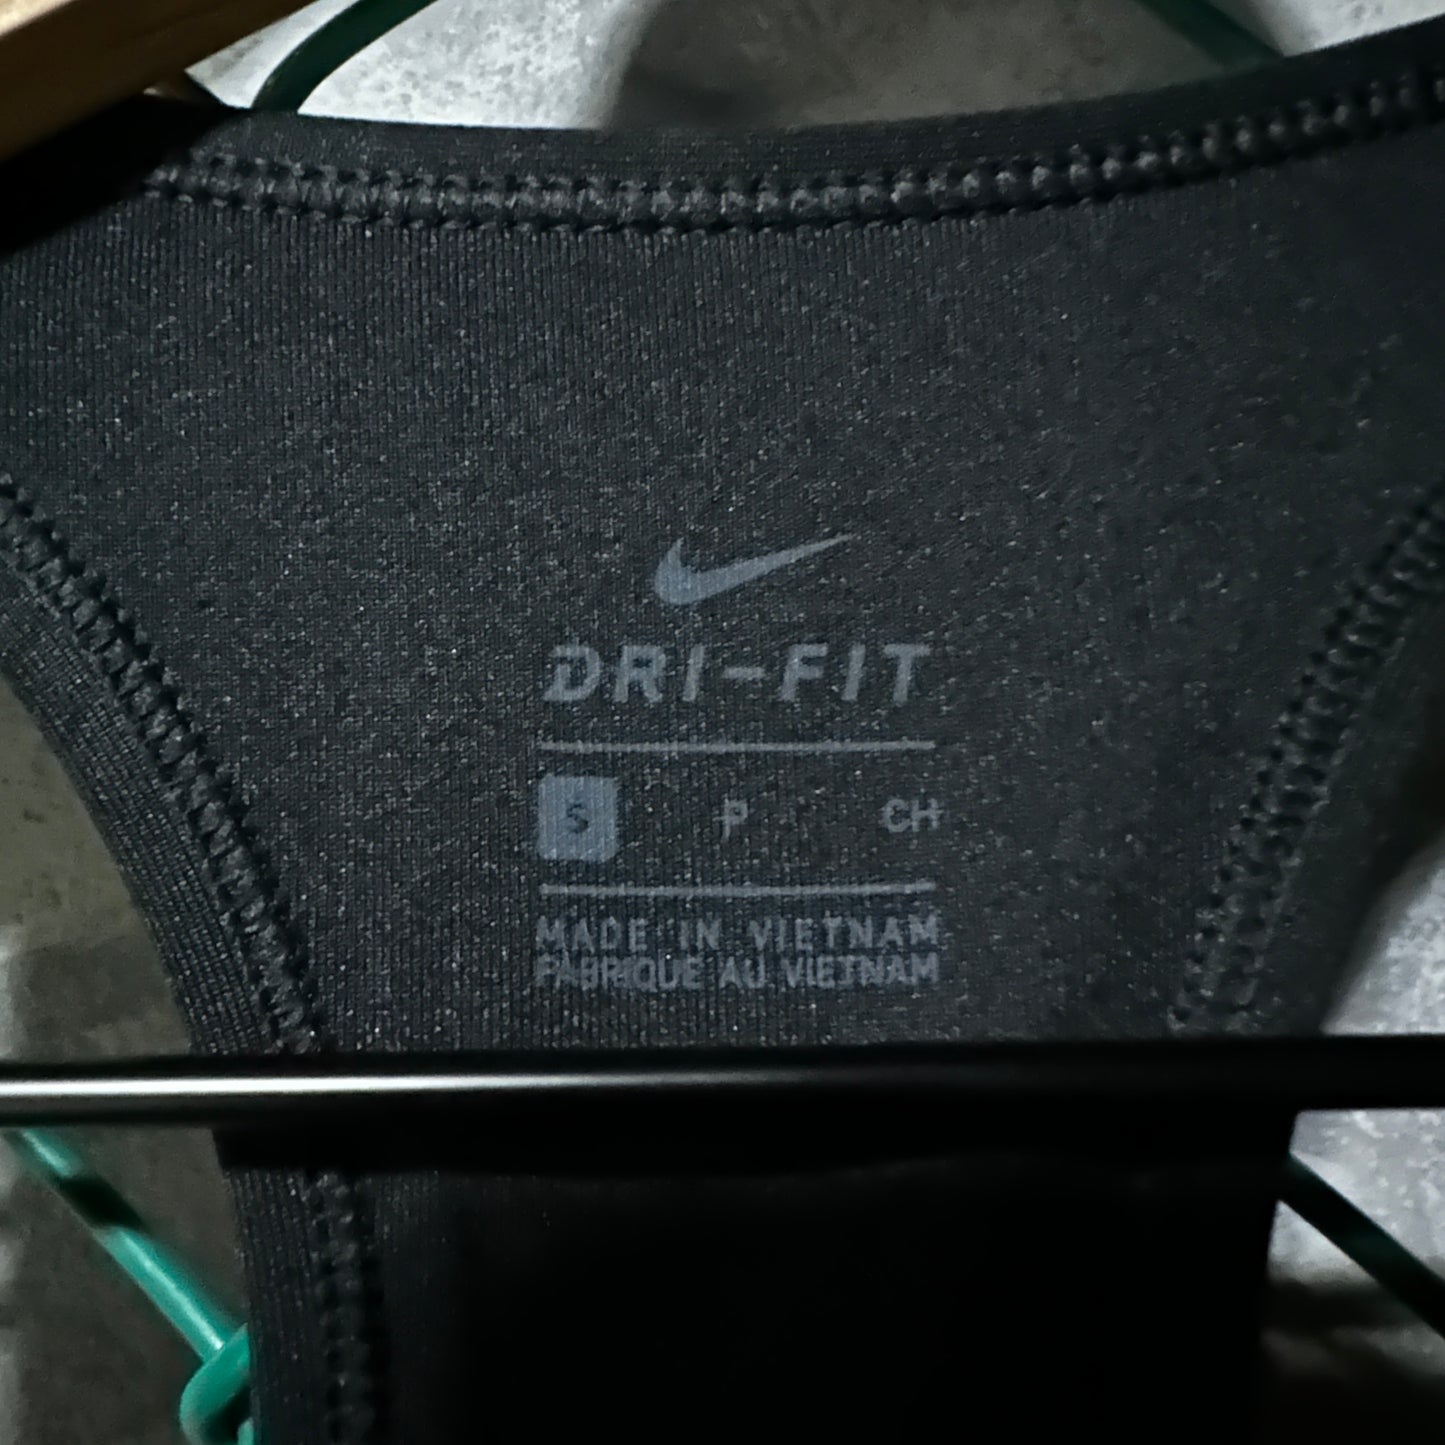 DRI-FIT
S P CH
MADE IN VIETNAM
FABRIQUE AU VIETNAM